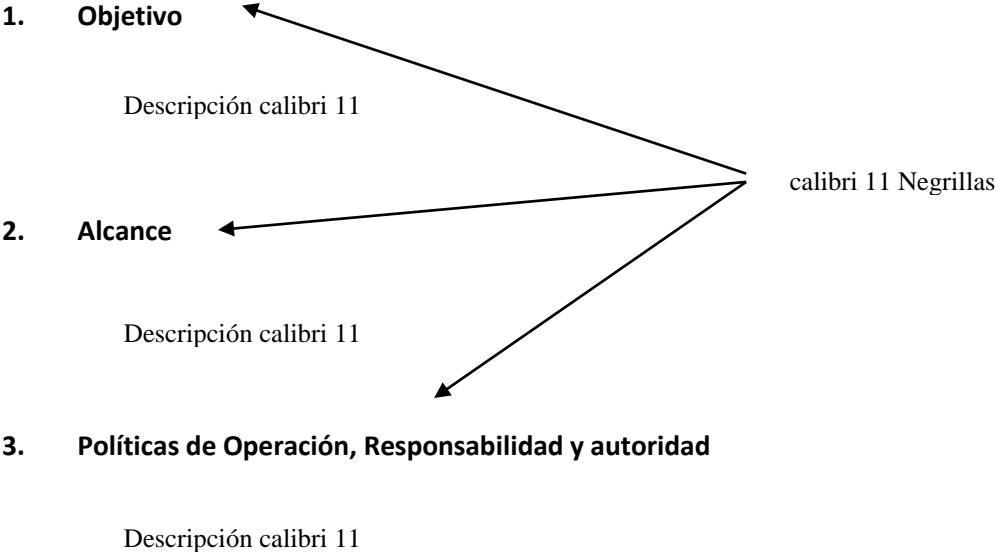 1. Objetivo
Descripción calibri 11
calibri 11 Negrillas
2. Alcance
Descripción calibri 11
3. Políticas de Operación, Responsabilidad y autoridad
Descripción calibri 11